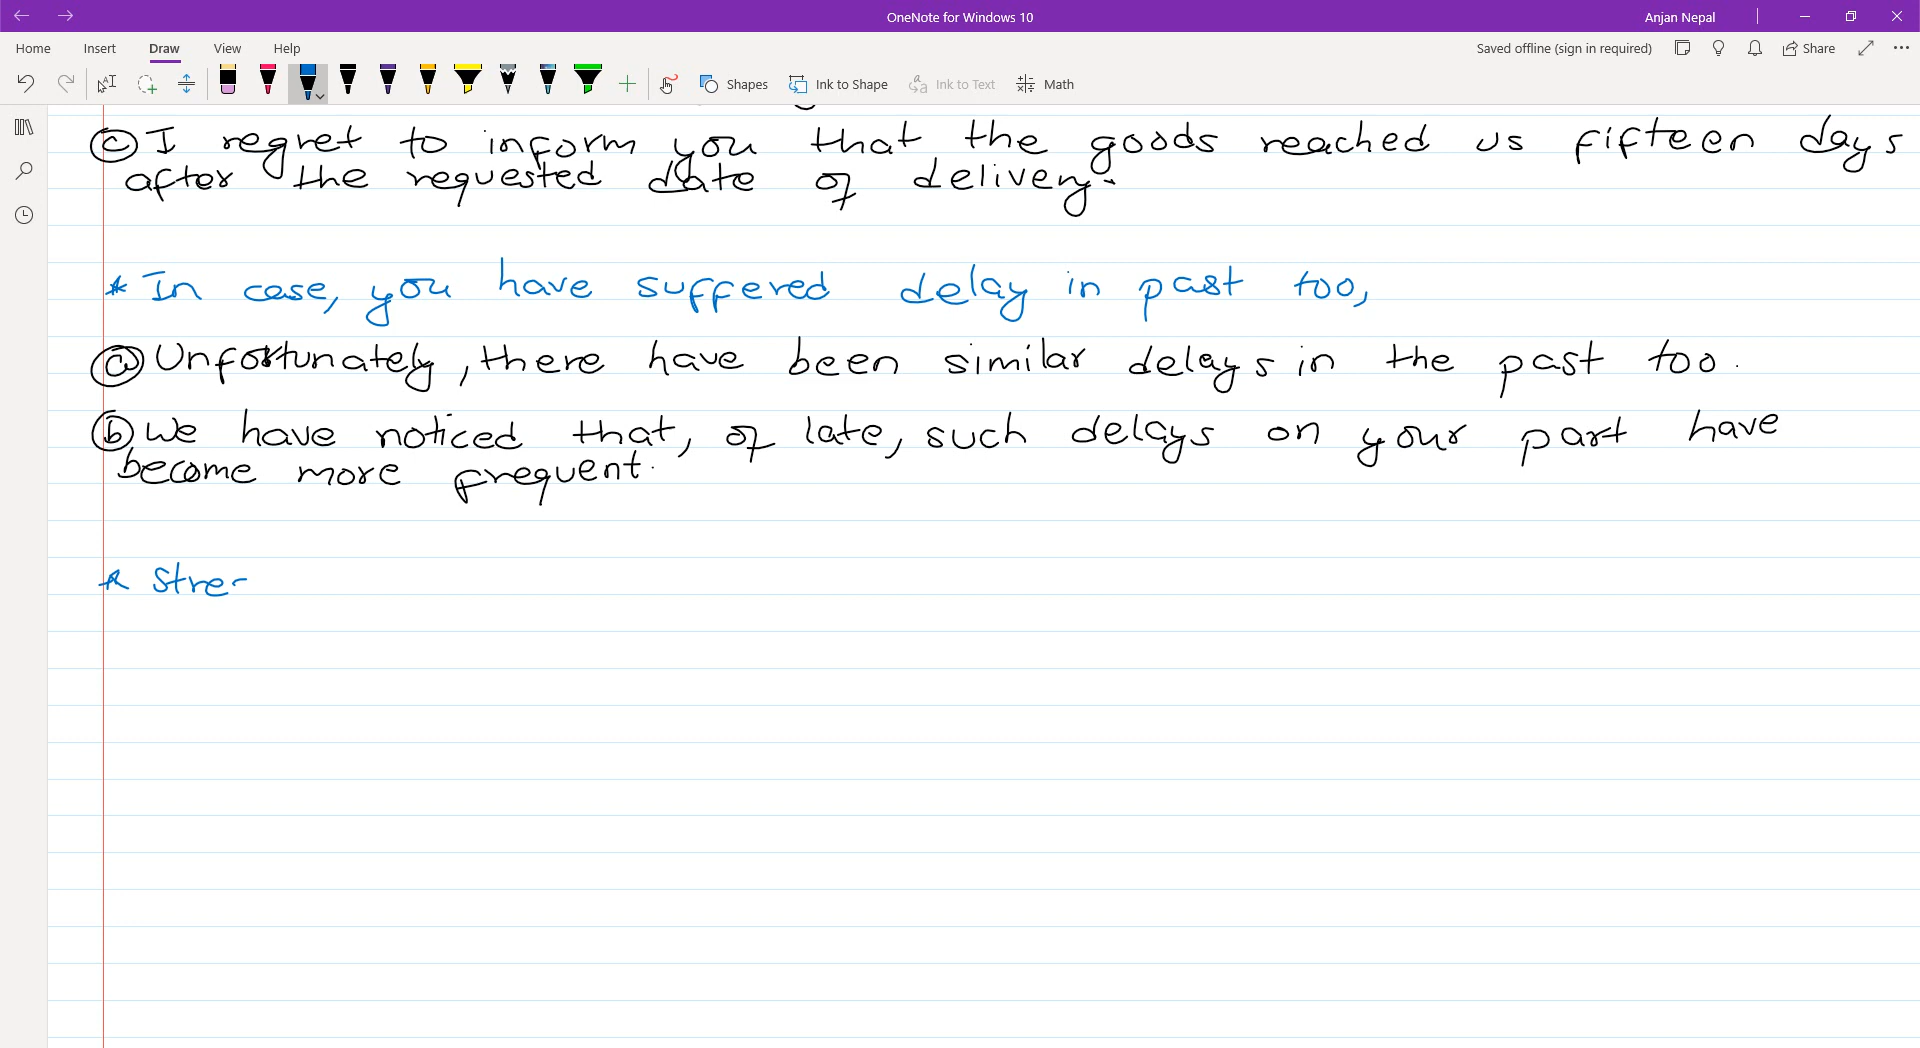 OneNote for Windows 10
Anjan Nepal
Home Insert Draw View Help
Saved offline (sign in required) Share
Shapes Ink to Shape Ink to Text Math
(c) I regret to inform you that the goods reached us fifteen days
after the requested date of delivery.
* In case, you have suffered delay in past too,
(a) Unfortunately, there have been similar delays in the past too.
(b) We have noticed that, of late, such delays on your part have
become more frequent.
* Stre